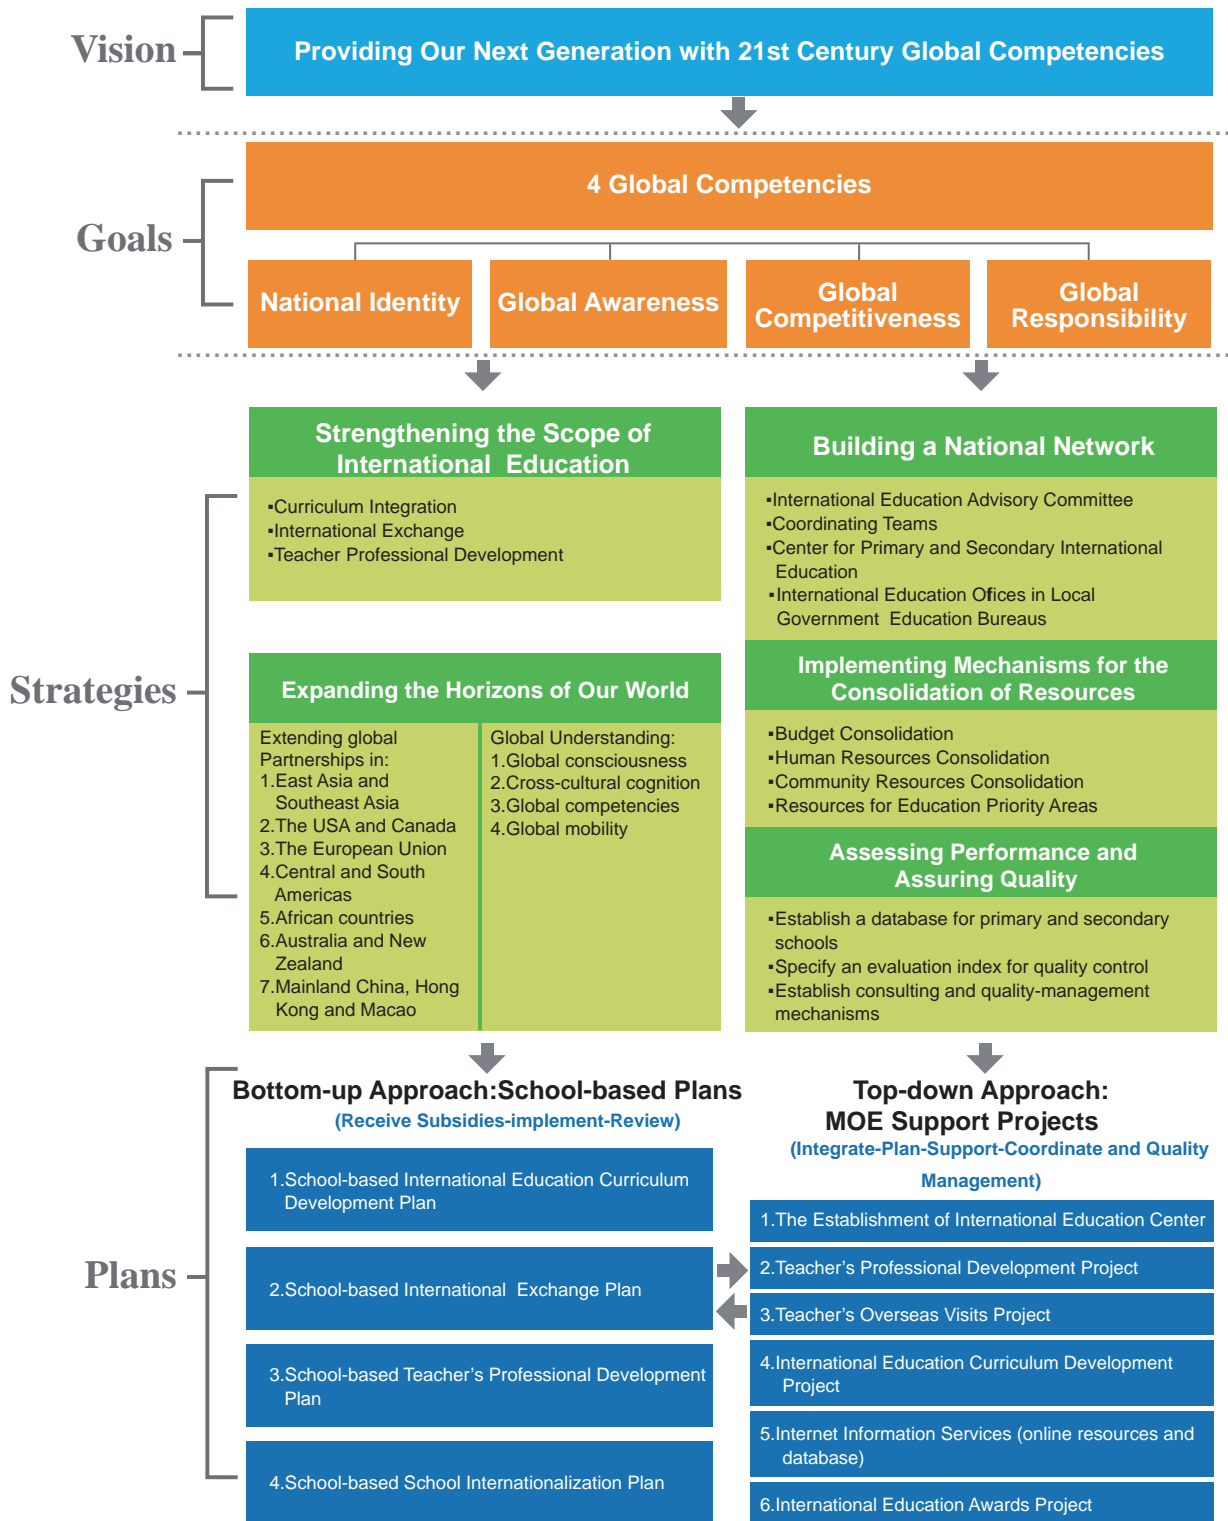 Vision
Providing Our Next Generation with 21st Century Global Competencies
Goals
4 Global Competencies
National Identity
Global Awareness
Global
Competitiveness
Global
Responsibility
Strategies
Strengthening the Scope of
International Education
▪Curriculum Integration
▪International Exchange
▪Teacher Professional Development
Expanding the Horizons of Our World
Extending global
Partnerships in:
1.East Asia and
Southeast Asia
2.The USA and Canada
3.The European Union
4.Central and South
Americas
5.African countries
6.Australia and New
Zealand
7.Mainland China, Hong
Kong and Macao
Global Understanding:
1.Global consciousness
2.Cross-cultural cognition
3.Global competencies
4.Global mobility
Building a National Network
▪International Education Advisory Committee
▪Coordinating Teams
▪Center for Primary and Secondary International
Education
▪International Education Ofices in Local
Government Education Bureaus
Implementing Mechanisms for the
Consolidation of Resources
▪Budget Consolidation
▪Human Resources Consolidation
▪Community Resources Consolidation
▪Resources for Education Priority Areas
Assessing Performance and
Assuring Quality
▪Establish a database for primary and secondary
schools
▪Specify an evaluation index for quality control
▪Establish consulting and quality-management
mechanisms
Plans
Bottom-up Approach:School-based Plans
(Receive Subsidies-implement-Review)
1.School-based International Education Curriculum
Development Plan
2.School-based International Exchange Plan
3.School-based Teacher’s Professional Development
Plan
4.School-based School Internationalization Plan
Top-down Approach:
MOE Support Projects
(Integrate-Plan-Support-Coordinate and Quality
Management)
1.The Establishment of International Education Center
2.Teacher’s Professional Development Project
3.Teacher’s Overseas Visits Project
4.International Education Curriculum Development
Project
5.Internet Information Services (online resources and
database)
6.International Education Awards Project